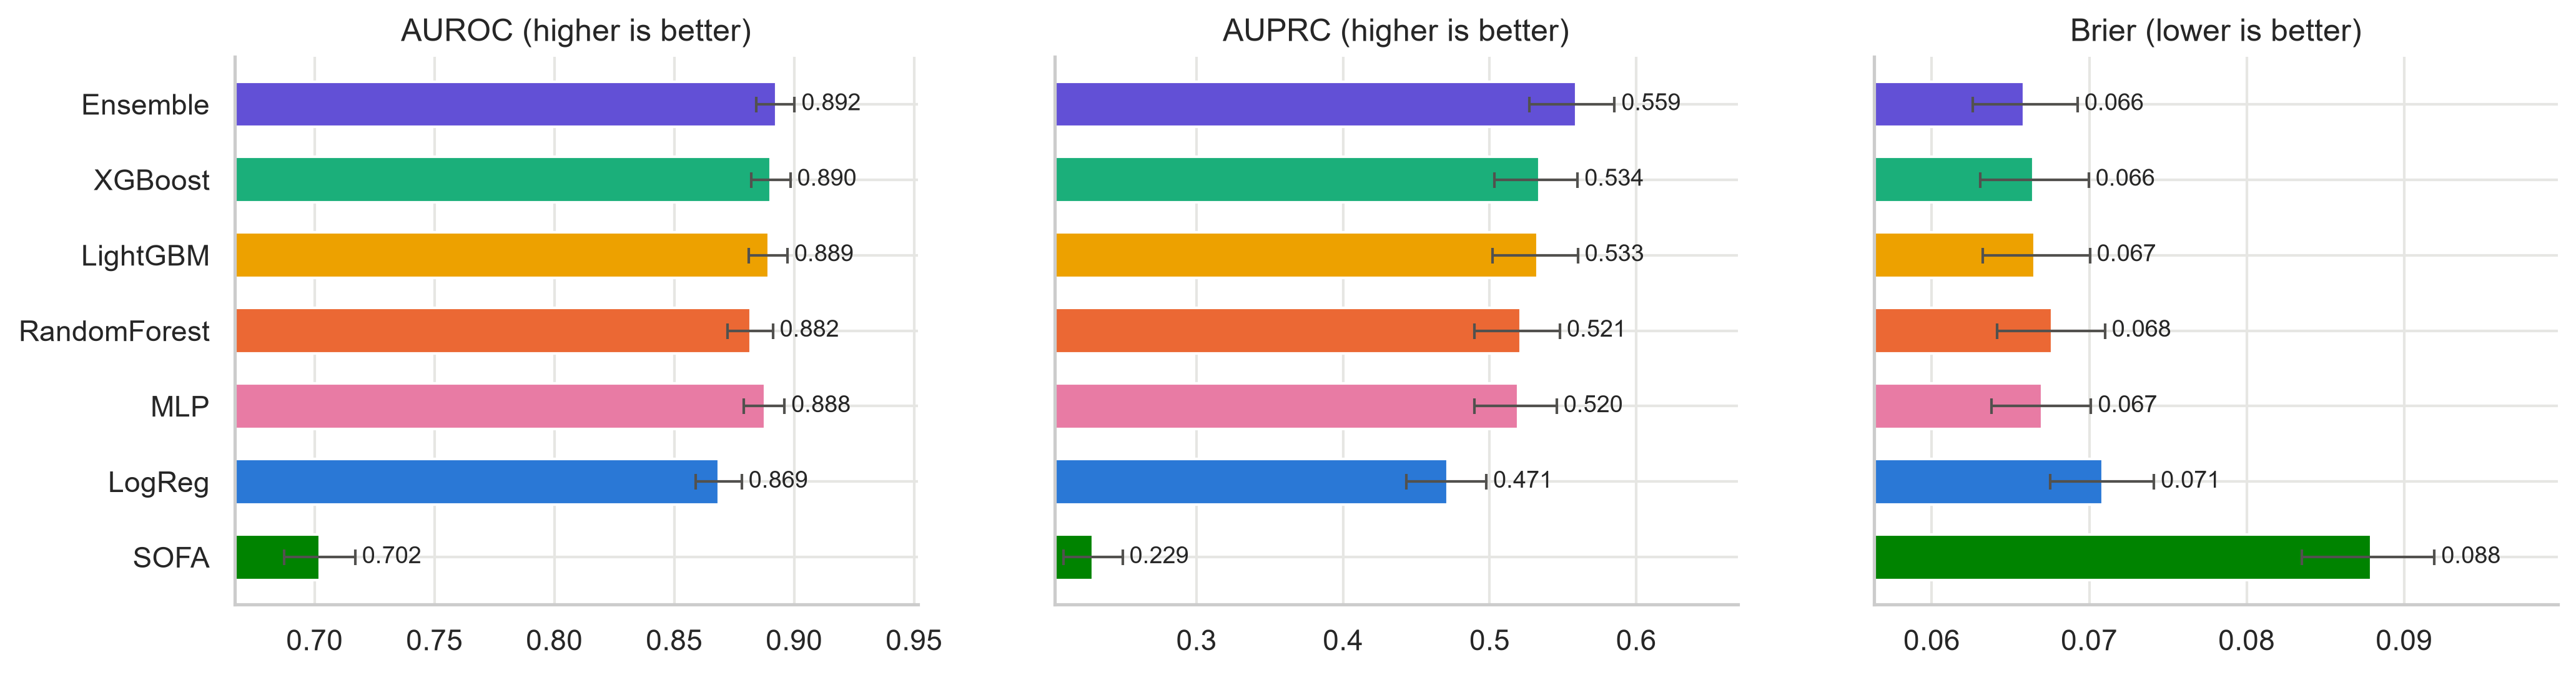 AUROC (higher is better)
Ensemble
XGBoost
LightGBM
RandomForest
MLP
LogReg
SOFA
0.892
0.890
0.889
0.882
0.888
0.869
0.702
0.70 0.75 0.80 0.85 0.90 0.95
AUPRC (higher is better)
0.559
0.534
0.533
0.521
0.520
0.471
0.229
0.3 0.4 0.5 0.6
Brier (lower is better)
0.066
0.066
0.067
0.068
0.067
0.071
0.088
0.06 0.07 0.08 0.09